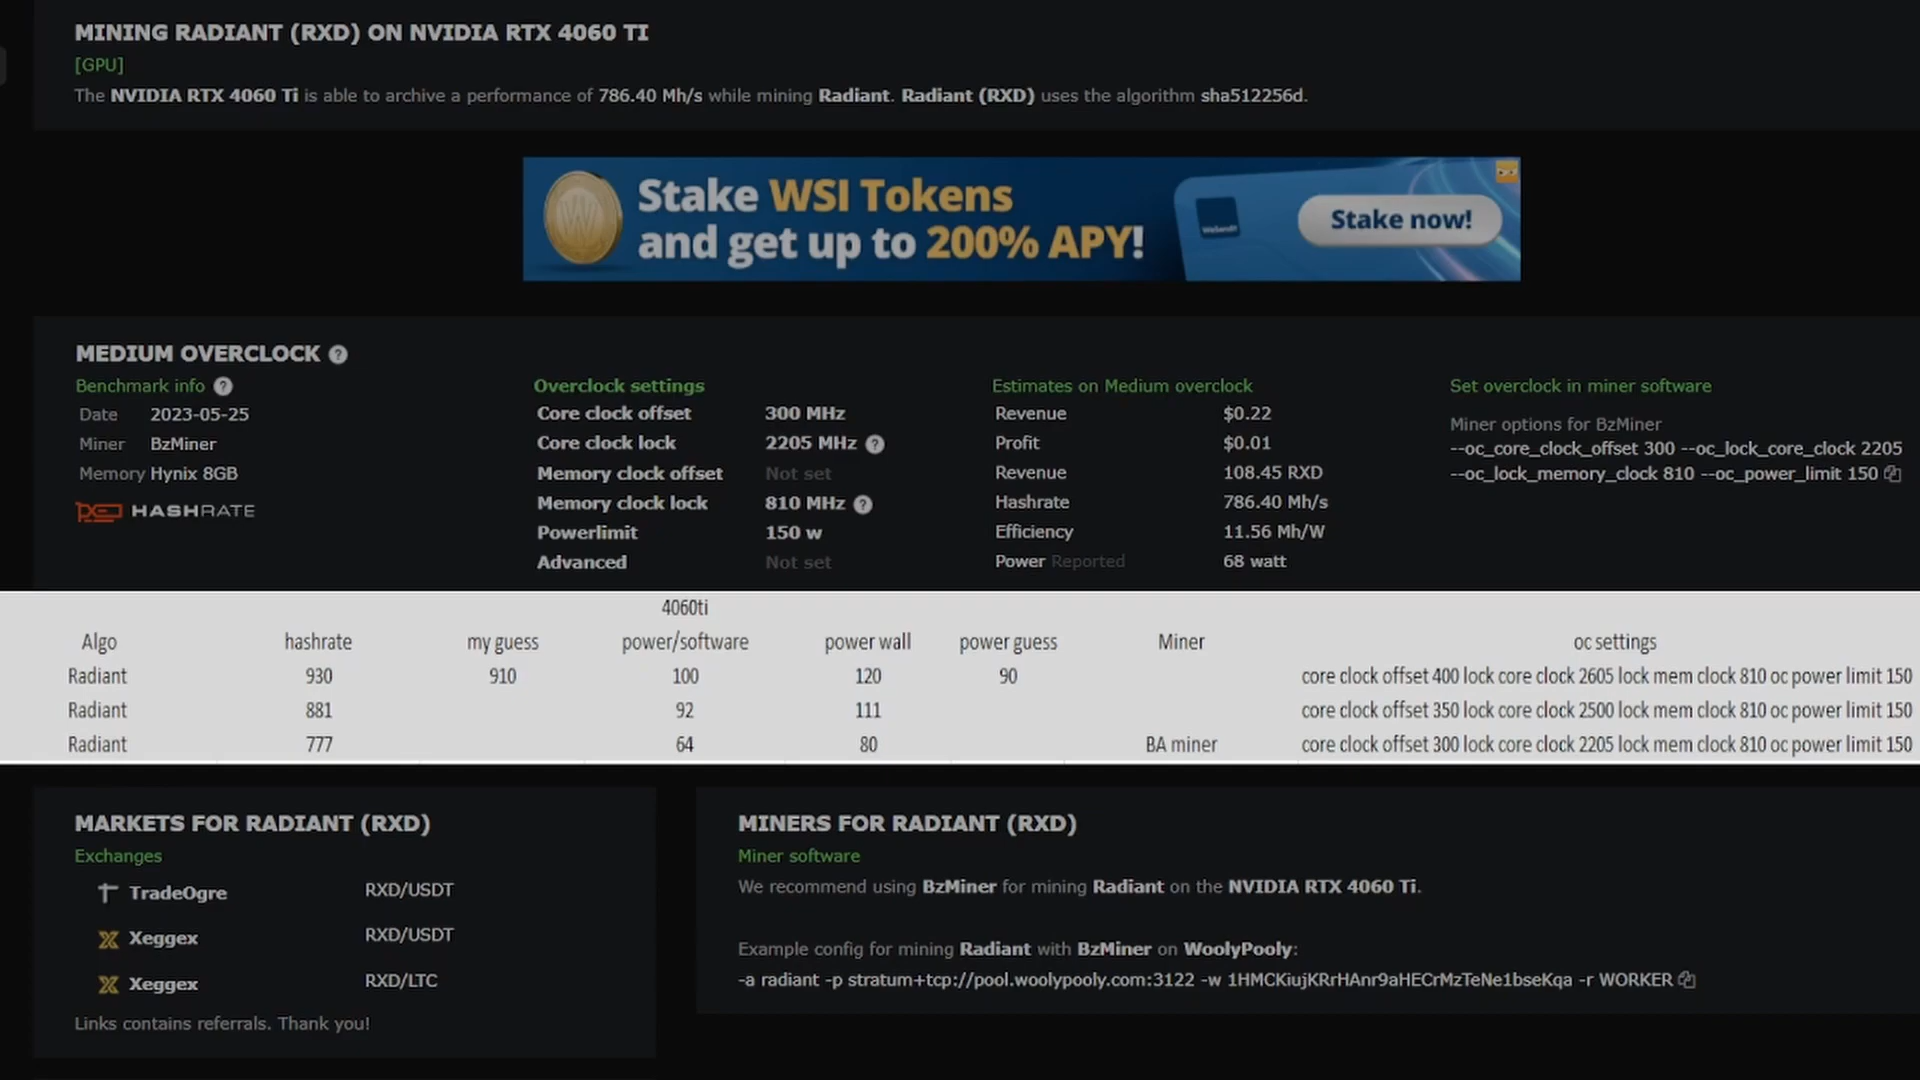 MINING RADIANT (RXD) ON NVIDIA RTX 4060 TI
[GPU]
The NVIDIA RTX 4060 Ti is able to archive a performance of 786.40 Mh/s while mining Radiant. Radiant (RXD) uses the algorithm sha512256d.
Stake WSI Tokens
and get up to 200% APY!
Stake now!
MEDIUM OVERCLOCK ?
Benchmark info ?
Date 2023-05-25
Miner BzMiner
Memory Hynix 8GB
HASHRATE
Overclock settings
Core clock offset 300 MHz
Core clock lock 2205 MHz ?
Memory clock offset Not set
Memory clock lock 810 MHz ?
Powerlimit 150 w
Advanced Not set
Estimates on Medium overclock
Revenue $0.22
Profit $0.01
Revenue 108.45 RXD
Hashrate 786.40 Mh/s
Efficiency 11.56 Mh/W
Power Reported 68 watt
Set overclock in miner software
Miner options for BzMiner
--oc_core_clock_offset 300 --oc_lock_core_clock 2205
--oc_lock_memory_clock 810 --oc_power_limit 150
4060ti
Algo hashrate my guess power/software power wall power guess Miner oc settings
Radiant 930 910 100 120 90 core clock offset 400 lock core clock 2605 lock mem clock 810 oc power limit 150
Radiant 881 92 111 core clock offset 350 lock core clock 2500 lock mem clock 810 oc power limit 150
Radiant 777 64 80 BA miner core clock offset 300 lock core clock 2205 lock mem clock 810 oc power limit 150
MARKETS FOR RADIANT (RXD)
Exchanges
TradeOgre RXD/USDT
Xeggex RXD/USDT
Xeggex RXD/LTC
Links contains referrals. Thank you!
MINERS FOR RADIANT (RXD)
Miner software
We recommend using BzMiner for mining Radiant on the NVIDIA RTX 4060 Ti.
Example config for mining Radiant with BzMiner on WoolyPooly:
-a radiant -p stratum+tcp://pool.woolypooly.com:3122 -w 1HMCKiujKRrHAnr9aHECrMzTeNe1bseKqa -r WORKER